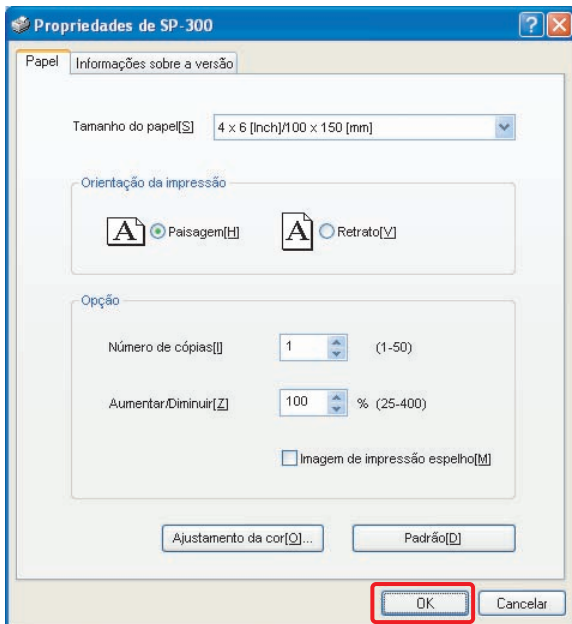 Propriedades de SP-300
Papel Informações sobre a versão
Tamanho do papel[S] 4 x 6 [Inch]/100 x 150 [mm]
Orientação da impressão
A Paisagem[H] A Retrato[V]
Opção
Número de cópias[I] 1 (1-50)
Aumentar/Diminuir[Z] 100 % (25-400)
Imagem de impressão espelho[M]
Ajustamento da cor[O]... Padrão[D]
OK Cancelar